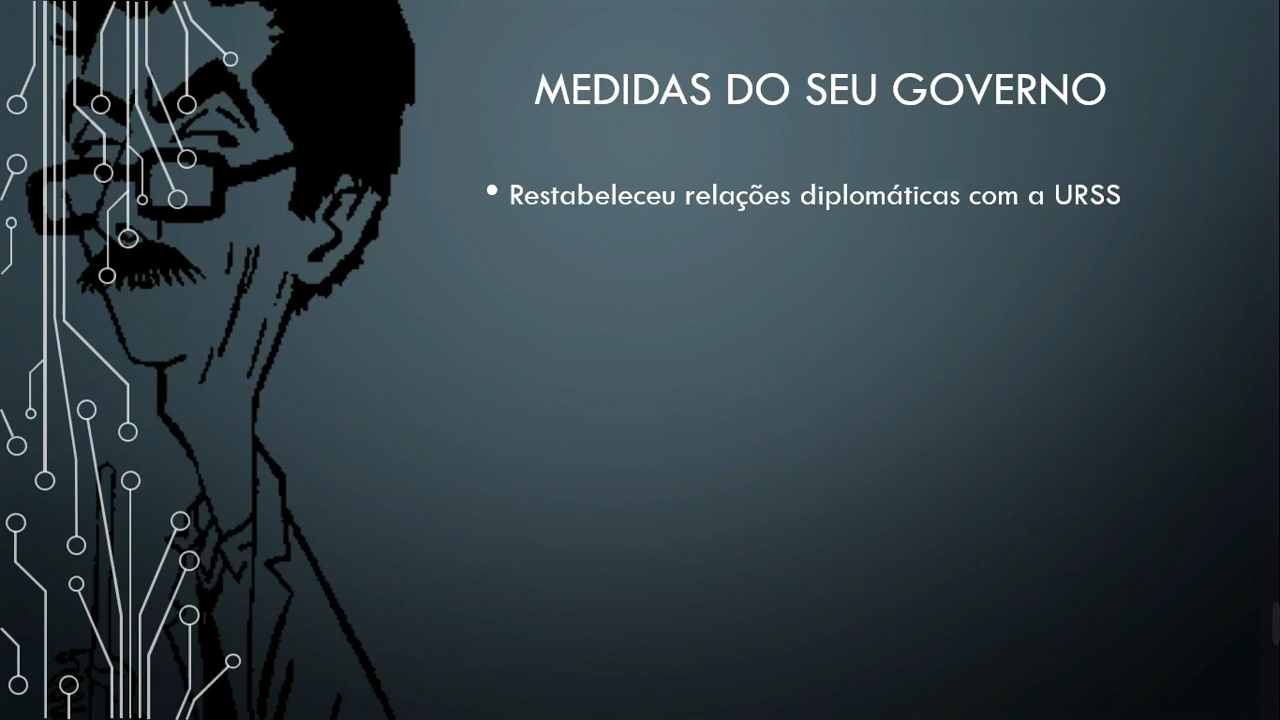 MEDIDAS DO SEU GOVERNO
• Restabeleceu relações diplomáticas com a URSS